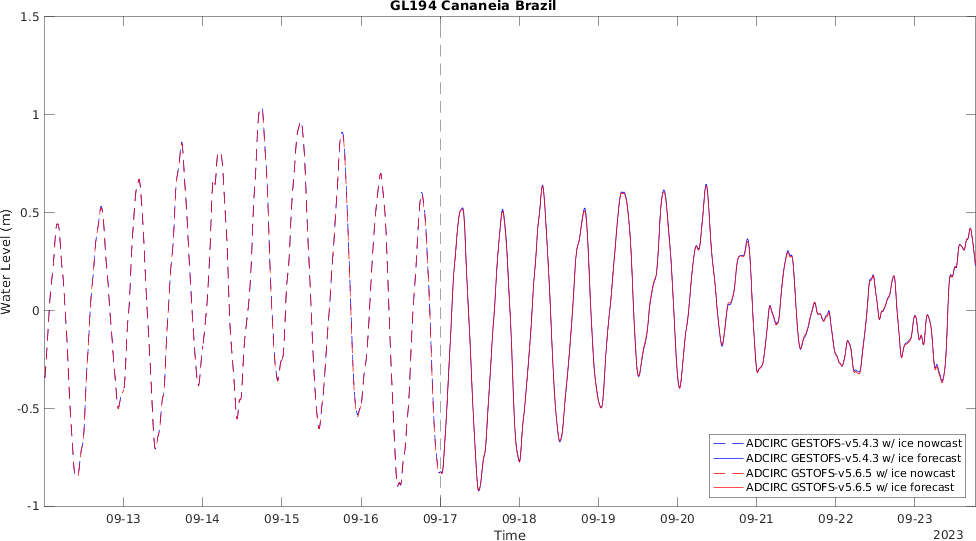 GL194 Cananeia Brazil
1.5
1
0.5
0
-0.5
-1
Water Level (m)
09-13 09-14 09-15 09-16 09-17 09-18 09-19 09-20 09-21 09-22 09-23
Time
2023
ADCIRC GESTOFS-v5.4.3 w/ ice nowcast
ADCIRC GESTOFS-v5.4.3 w/ ice forecast
ADCIRC GSTOFS-v5.6.5 w/ ice nowcast
ADCIRC GSTOFS-v5.6.5 w/ ice forecast